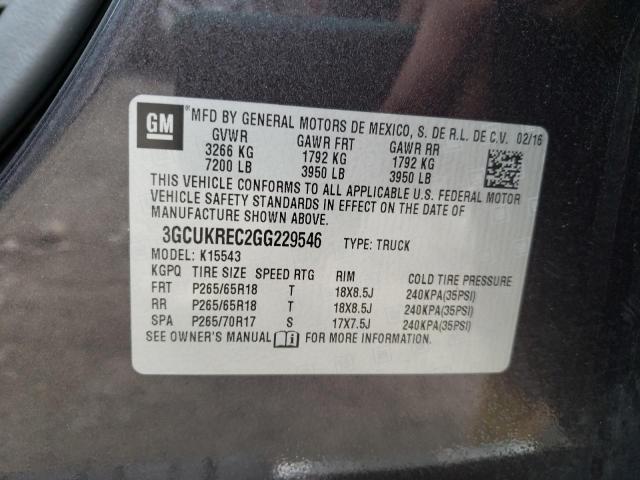 GM ® MFD BY GENERAL MOTORS DE MEXICO, S. DE R.L. DE C.V. 02/16
GVWR GAWR FRT GAWR RR
3266 KG 1792 KG 1792 KG
7200 LB 3950 LB 3950 LB
THIS VEHICLE CONFORMS TO ALL APPLICABLE U.S. FEDERAL MOTOR
VEHICLE SAFETY STANDARDS IN EFFECT ON THE DATE OF
MANUFACTURE SHOWN ABOVE.
3GCUKREC2GG229546 TYPE: TRUCK
MODEL: K15543
KGPQ TIRE SIZE SPEED RTG RIM COLD TIRE PRESSURE
FRT P265/65R18 T 18X8.5J 240KPA(35PSI)
RR P265/65R18 T 18X8.5J 240KPA(35PSI)
SPA P265/70R17 S 17X7.5J 240KPA(35PSI)
SEE OWNER'S MANUAL FOR MORE INFORMATION.